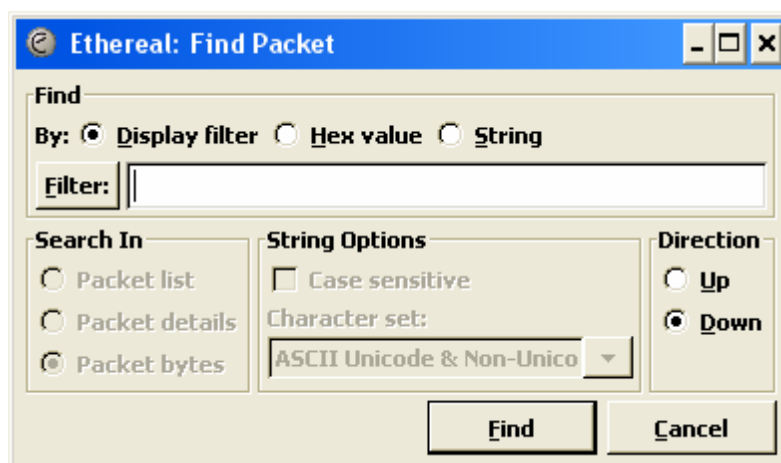 Ethereal: Find Packet
Find
By: Display filter Hex value String
Filter:
Search In
Packet list
Packet details
Packet bytes
String Options
Case sensitive
Character set:
ASCII Unicode & Non-Unico
Direction
Up
Down
Find Cancel